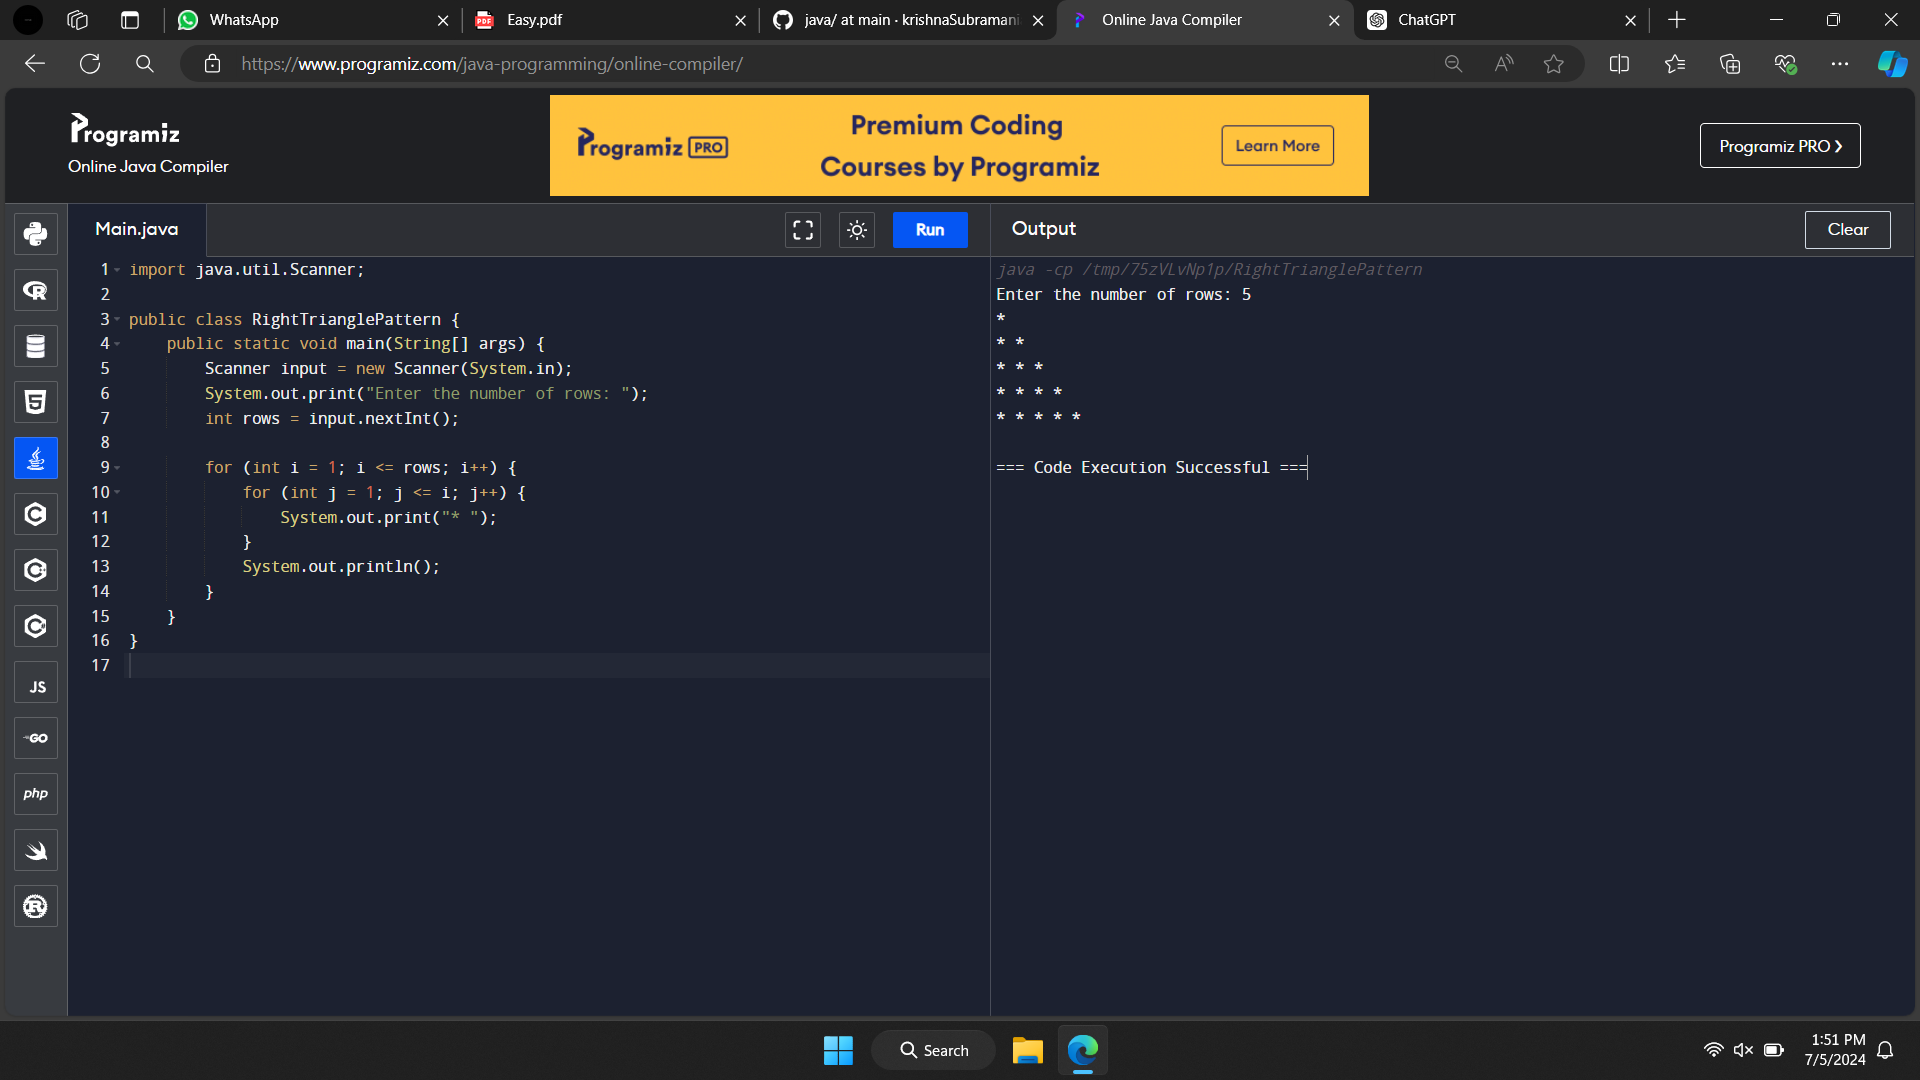 WhatsApp
Easy.pdf
java/ at main · krishnaSubramani
Online Java Compiler
ChatGPT
https://www.programiz.com/java-programming/online-compiler/
Programiz
Online Java Compiler
Programiz PRO
Premium Coding
Courses by Programiz
Learn More
Programiz PRO
Main.java
Run
Output
Clear
1 import java.util.Scanner;
2
3 public class RightTrianglePattern {
4     public static void main(String[] args) {
5         Scanner input = new Scanner(System.in);
6         System.out.print("Enter the number of rows: ");
7         int rows = input.nextInt();
8
9         for (int i = 1; i <= rows; i++) {
10             for (int j = 1; j <= i; j++) {
11                 System.out.print("* ");
12             }
13             System.out.println();
14         }
15     }
16 }
17
java -cp /tmp/75zVLvNp1p/RightTrianglePattern
Enter the number of rows: 5
*
* *
* * *
* * * *
* * * * *
=== Code Execution Successful ===
JS
GO
php
Search
1:51 PM
7/5/2024